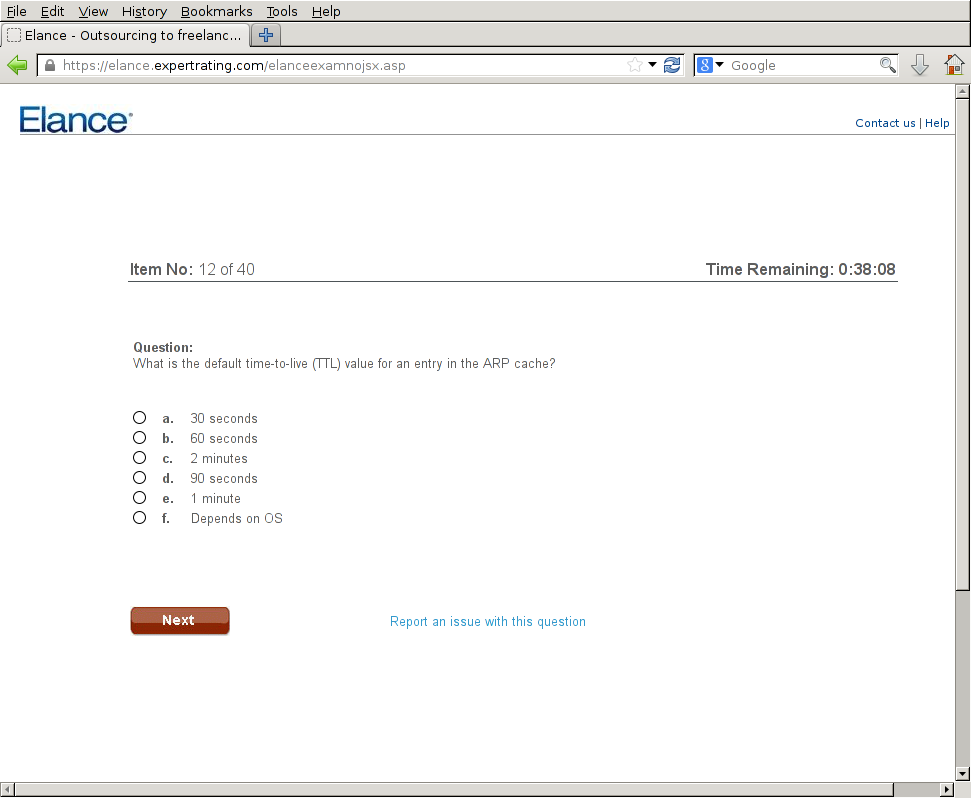 File Edit View History Bookmarks Tools Help
Elance - Outsourcing to freelanc...
https://elance.expertrating.com/elanceexamnojsx.asp
8 Google
Elance
Contact us | Help
Item No: 12 of 40 Time Remaining: 0:38:08
Question:
What is the default time-to-live (TTL) value for an entry in the ARP cache?
a. 30 seconds
b. 60 seconds
c. 2 minutes
d. 90 seconds
e. 1 minute
f. Depends on OS
Next Report an issue with this question